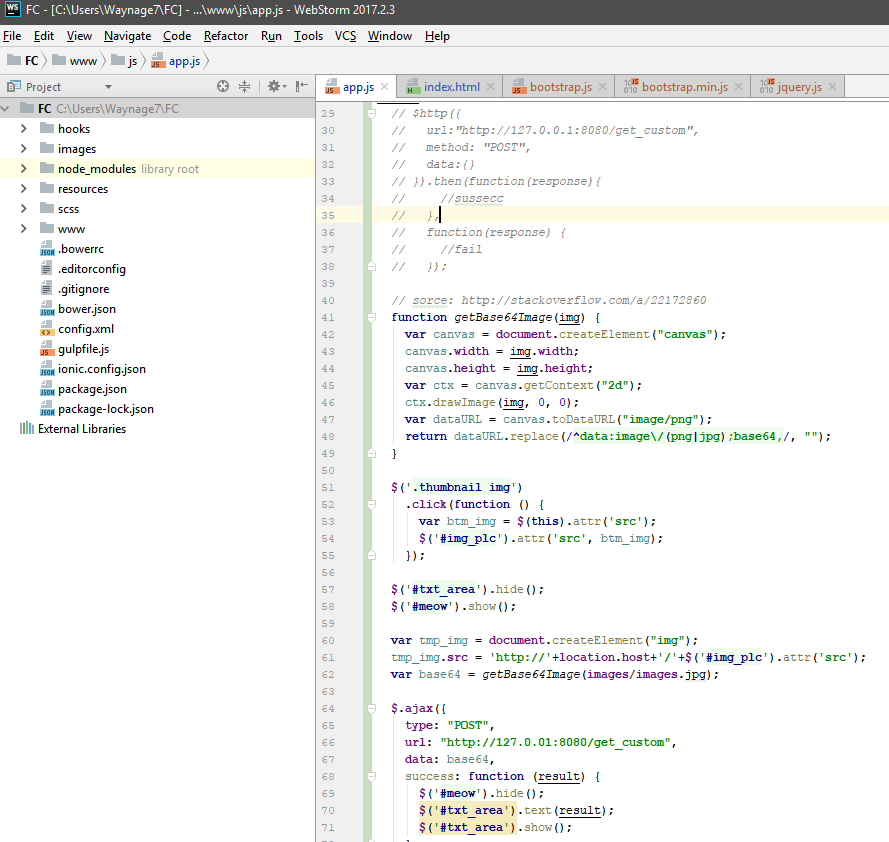 WS FC - [C:\Users\Waynage7\FC] - ...\www\js\app.js - WebStorm 2017.2.3
File Edit View Navigate Code Refactor Run Tools VCS Window Help
FC www js app.js
Project
app.js index.html bootstrap.js bootstrap.min.js jquery.js
FC C:\Users\Waynage7\FC
hooks
images
node_modules library root
resources
scss
www
.bowerrc
.editorconfig
.gitignore
bower.json
config.xml
gulpfile.js
ionic.config.json
package.json
package-lock.json
External Libraries
29 // $http({
30 //   url:"http://127.0.0.1:8080/get_custom",
31 //   method: "POST",
32 //   data:{}
33 // }).then(function(response){
34 //     //sussecc
35 //   },
36 //   function(response) {
37 //     //fail
38 //   });
39
40 // sorce: http://stackoverflow.com/a/22172860
41 function getBase64Image(img) {
42   var canvas = document.createElement("canvas");
43   canvas.width = img.width;
44   canvas.height = img.height;
45   var ctx = canvas.getContext("2d");
46   ctx.drawImage(img, 0, 0);
47   var dataURL = canvas.toDataURL("image/png");
48   return dataURL.replace(/^data:image\/(png|jpg);base64,/, "");
49 }
50
51 $('.thumbnail img')
52   .click(function () {
53     var btm_img = $(this).attr('src');
54     $('#img_plc').attr('src', btm_img);
55   });
56
57 $('#txt_area').hide();
58 $('#meow').show();
59
60 var tmp_img = document.createElement("img");
61 tmp_img.src = 'http://'+location.host+'/'+$('#img_plc').attr('src');
62 var base64 = getBase64Image(images/images.jpg);
63
64 $.ajax({
65   type: "POST",
66   url: "http://127.0.01:8080/get_custom",
67   data: base64,
68   success: function (result) {
69     $('#meow').hide();
70     $('#txt_area').text(result);
71     $('#txt_area').show();